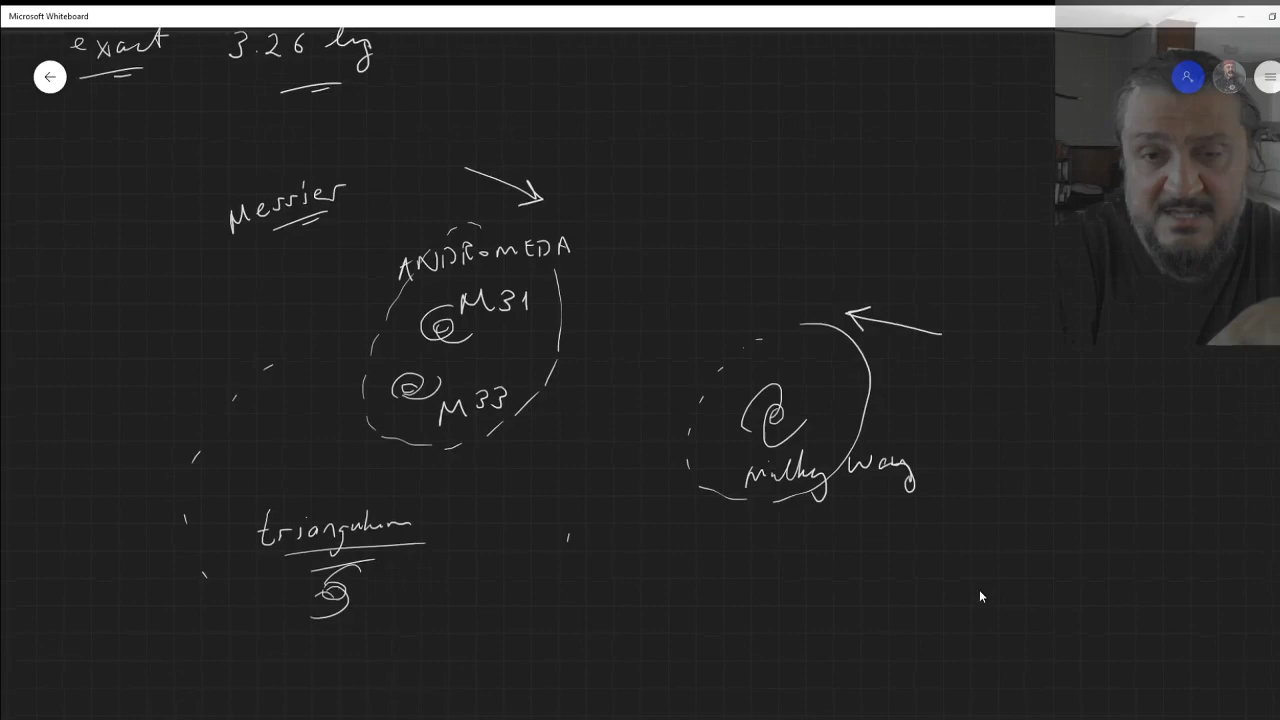 Microsoft Whiteboard
exact 3.26 ly
Messier
ANDROMEDA
M31
M33
Milky Way
triangulum